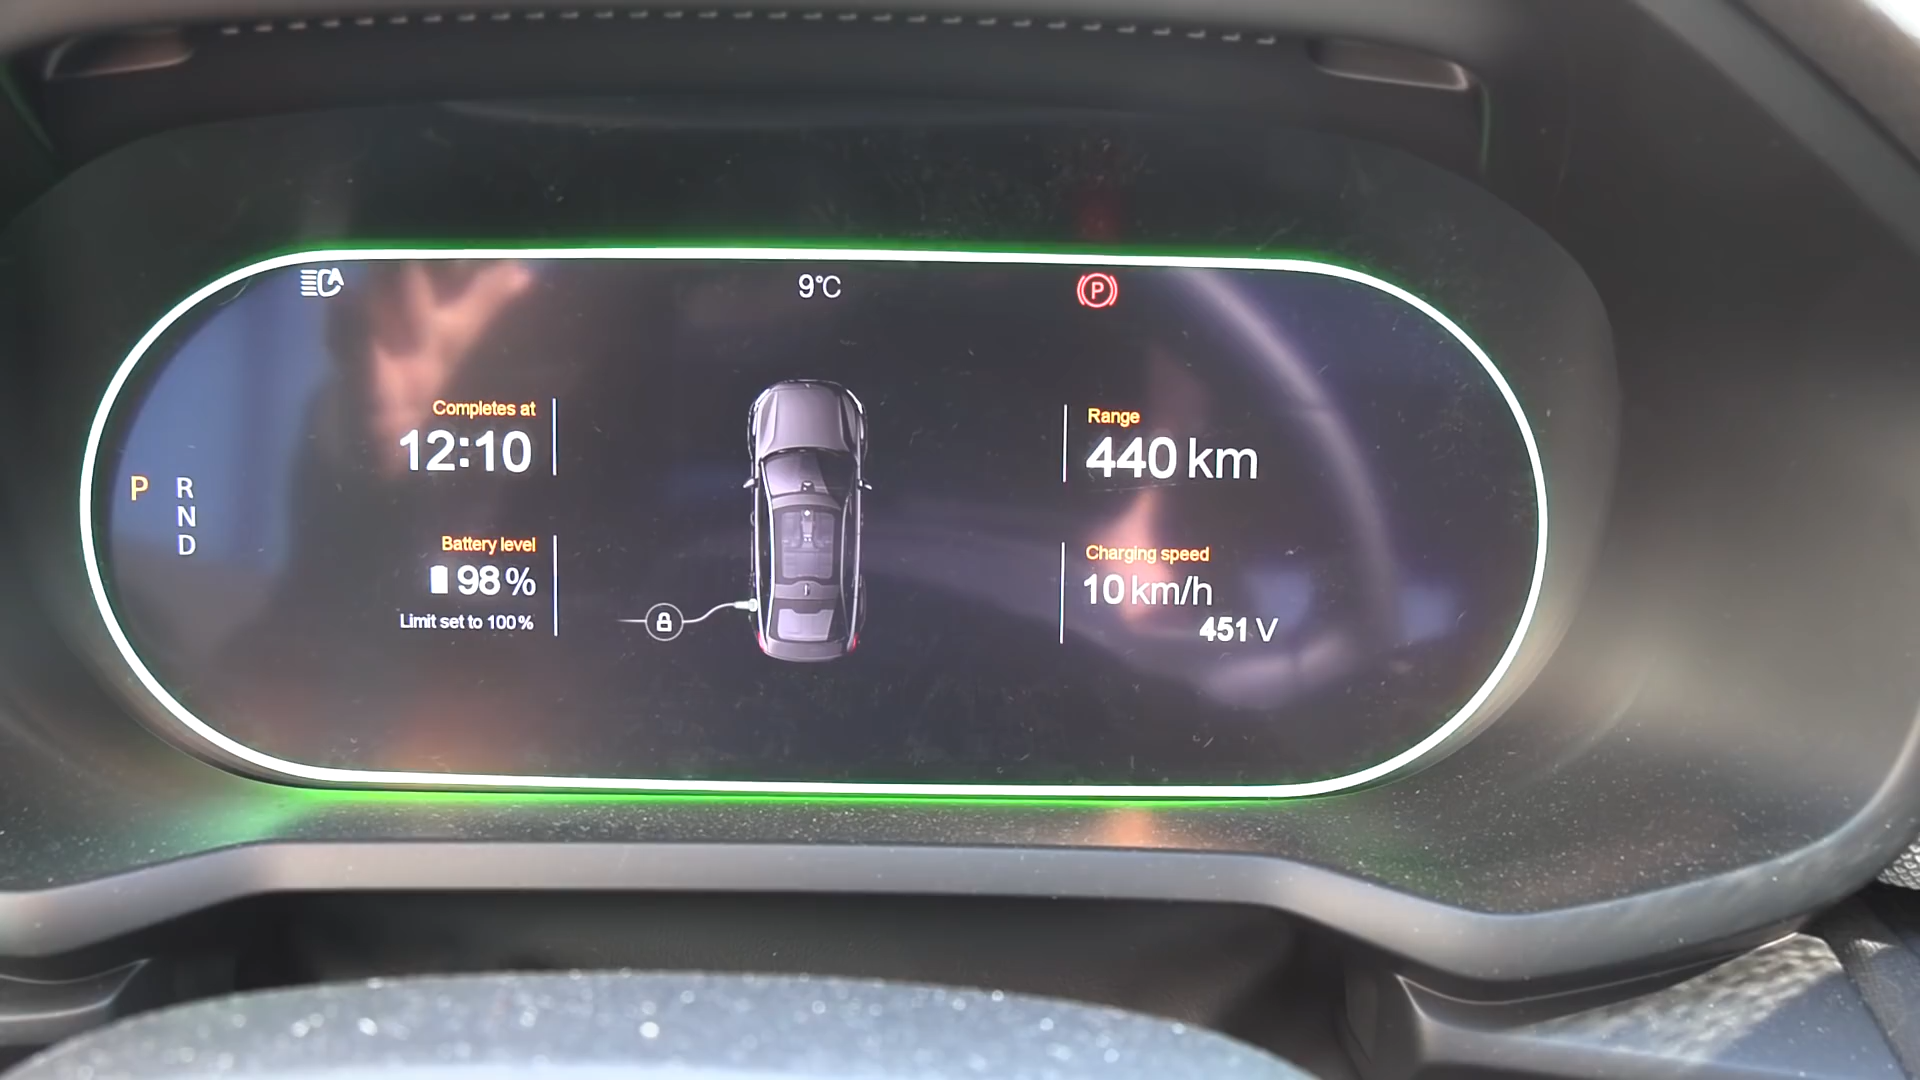 9°C
Completes at
12:10
P
R
N
D
Battery level
98%
Limit set to 100%
P
Range
440 km
Charging speed
10 km/h
451 V